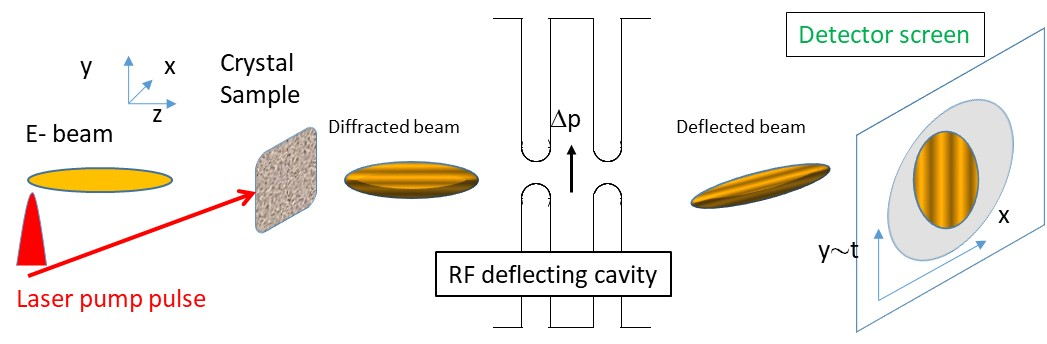 Detector screen
y
x
z
Crystal
Sample
E- beam
Diffracted beam
Δp
Deflected beam
x
y~t
RF deflecting cavity
Laser pump pulse